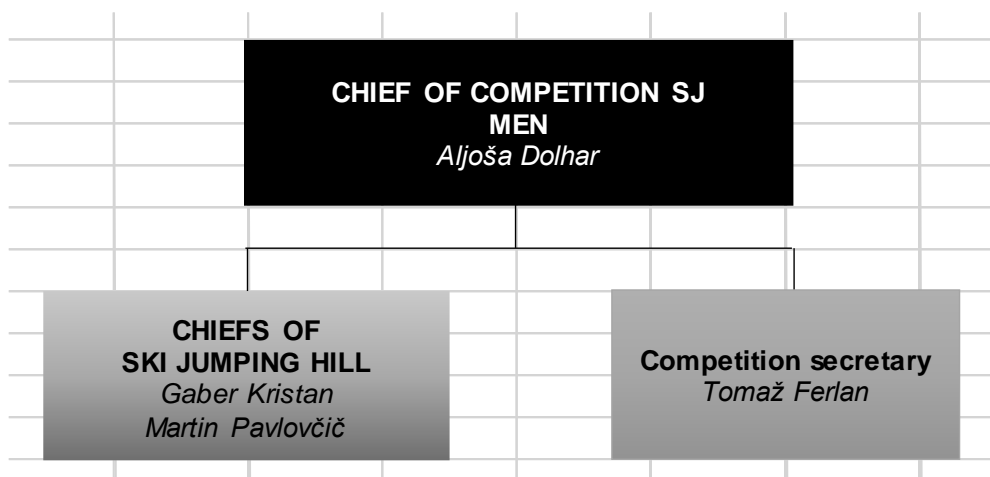 CHIEF OF COMPETITION SJ
MEN
Aljoša Dolhar
CHIEFS OF
SKI JUMPING HILL
Gaber Kristan
Martin Pavlovčič
Competition secretary
Tomaž Ferlan